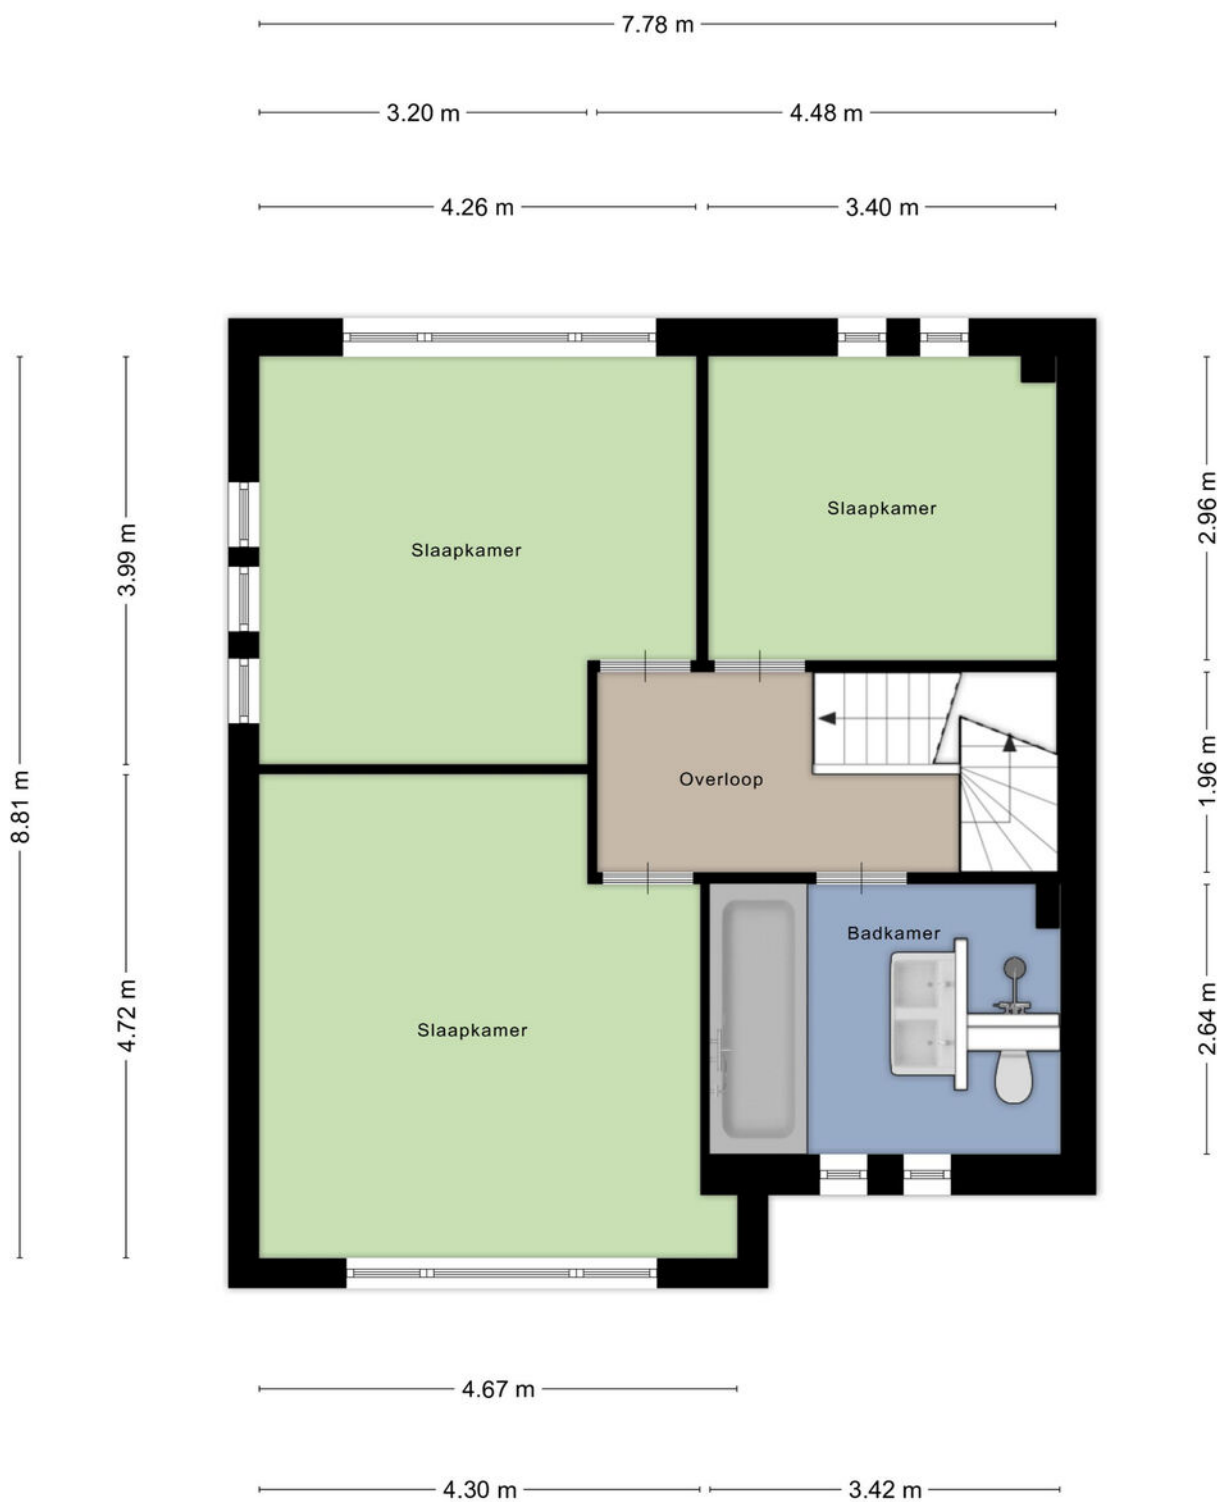 7.78 m
3.20 m
4.48 m
4.26 m
3.40 m
Slaapkamer
2.96 m
Slaapkamer
3.99 m
8.81 m
Overloop
1.96 m
Badkamer
4.72 m
Slaapkamer
2.64 m
4.67 m
4.30 m
3.42 m